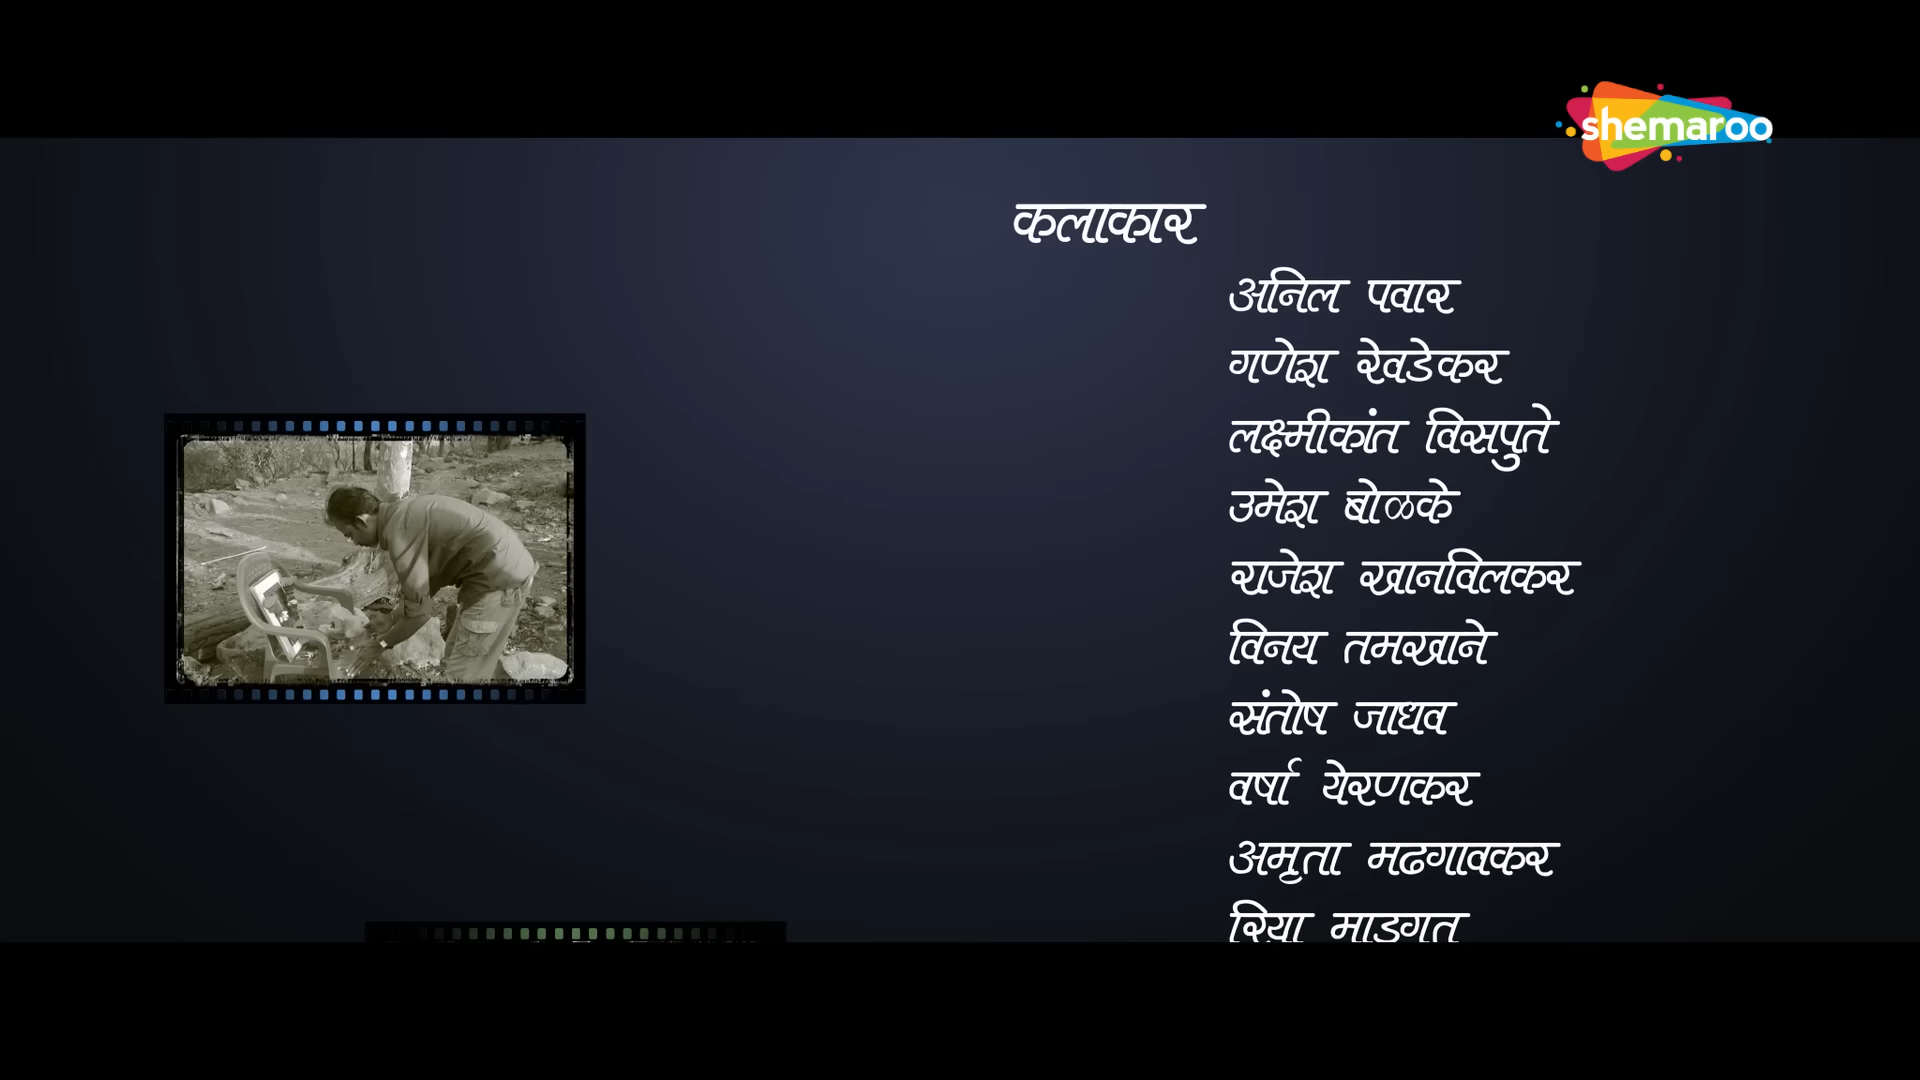 shemaroo
कलाकार
अनिल पवार
गणेश रेवडेकर
लक्ष्मीकांत विसपुते
उमेश बोळके
राजेश खानविलकर
विनय तमखाने
संतोष जाधव
वर्षा येरणकर
अमृता मढगावकर
रिया